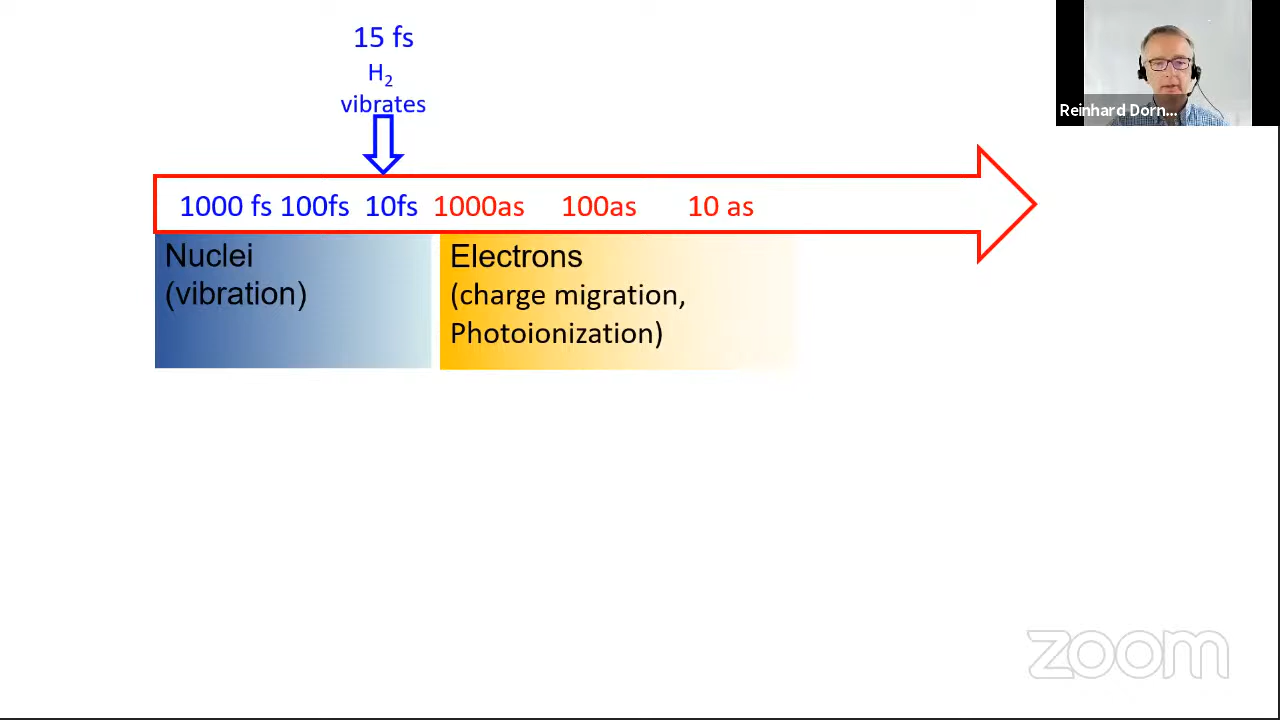 15 fs
H₂
vibrates
1000 fs 100fs 10fs 1000as 100as 10 as
Nuclei
(vibration)
Electrons
(charge migration,
Photoionization)
Reinhard Dorn...
zoom